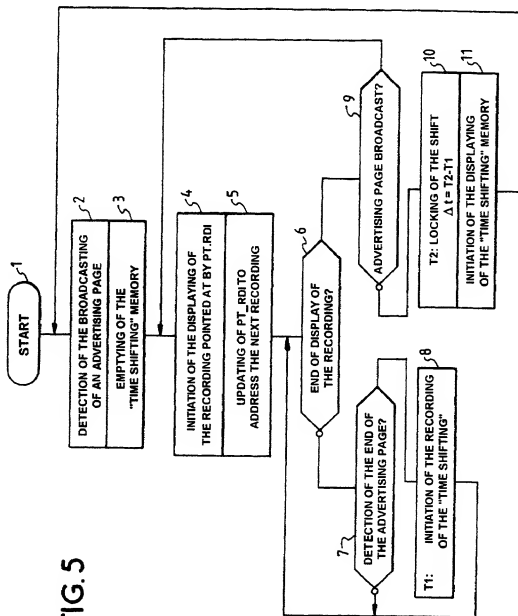 FIG. 5
START
1
DETECTION OF THE BROADCASTING
OF AN ADVERTISING PAGE
2
EMPTYING OF THE
"TIME SHIFTING" MEMORY
3
INITIATION OF THE DISPLAYING OF
THE RECORDING POINTED AT BY PT.RDI
4
UPDATING OF PT_RDI TO
ADDRESS THE NEXT RECORDING
5
END OF DISPLAY OF
THE RECORDING?
6
DETECTION OF THE END OF
THE ADVERTISING PAGE?
7
T1: INITIATION OF THE RECORDING
OF THE "TIME SHIFTING"
8
ADVERTISING PAGE BROADCAST?
9
T2: LOCKING OF THE SHIFT
Δ t = T2-T1
10
INITIATION OF THE DISPLAYING
OF THE "TIME SHIFTING" MEMORY
11